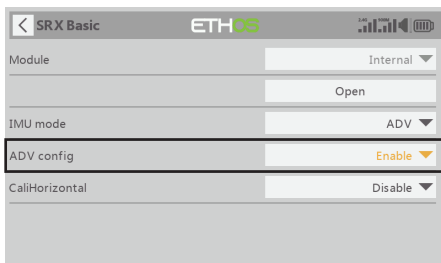 SRX Basic ETHOS
Module Internal
Open
IMU mode ADV
ADV config Enable
CaliHorizontal Disable